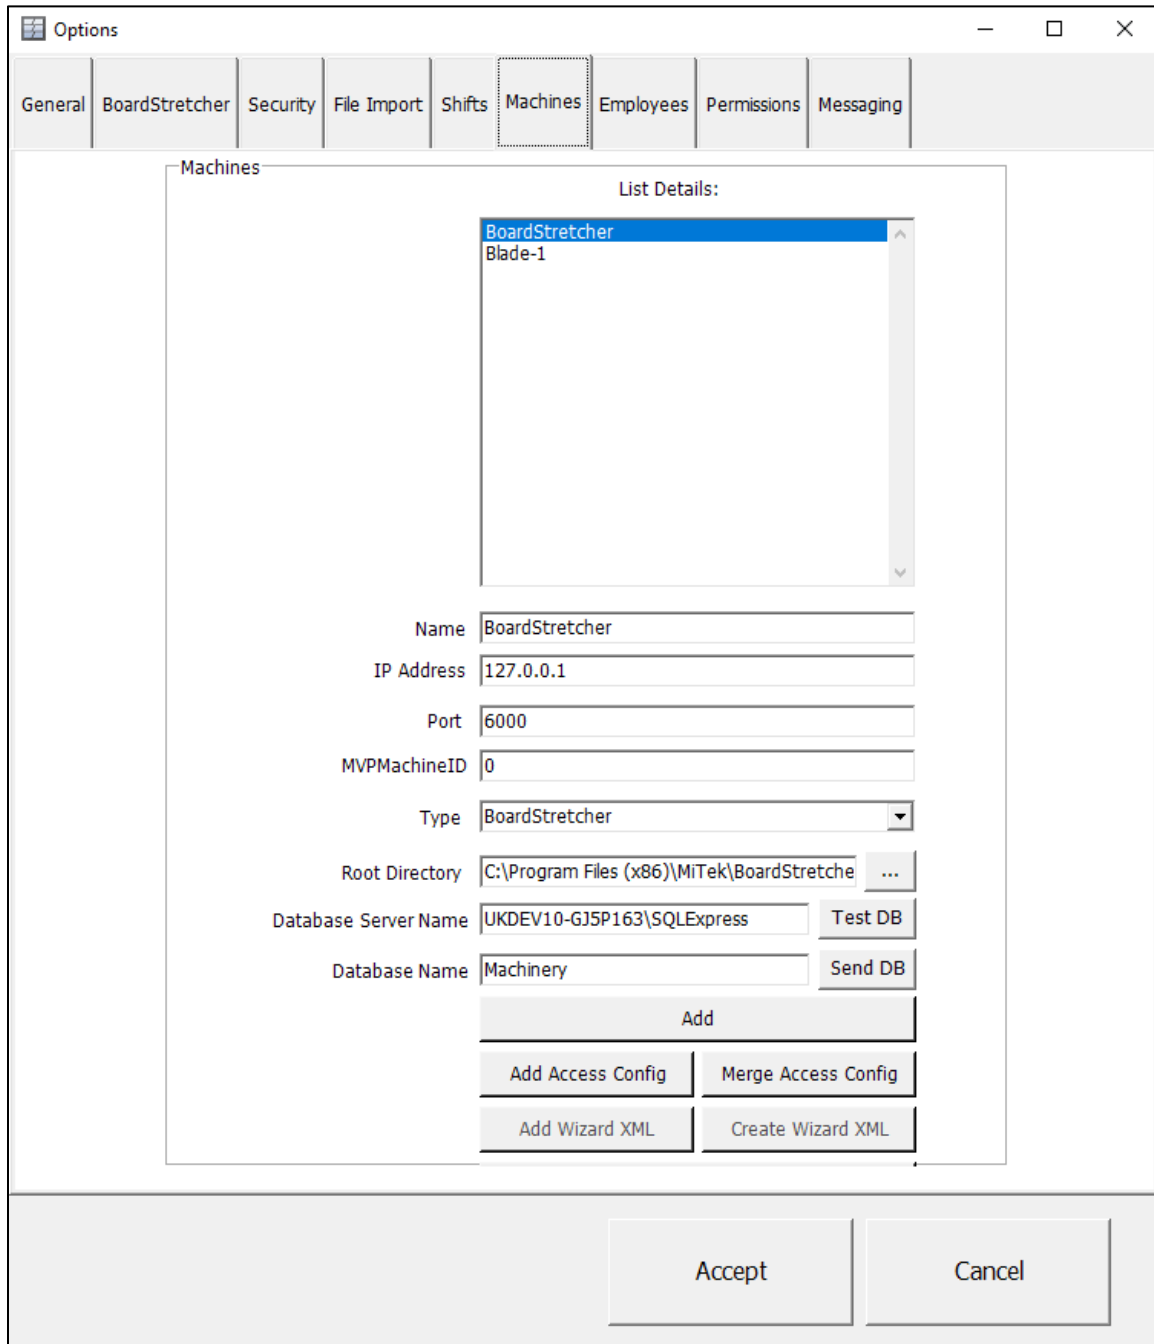 Options
General BoardStretcher Security File Import Shifts Machines Employees Permissions Messaging
Machines
List Details:
BoardStretcher
Blade-1
Name BoardStretcher
IP Address 127.0.0.1
Port 6000
MVPMachineID 0
Type BoardStretcher
Root Directory C:\Program Files (x86)\MiTek\BoardStretche ...
Database Server Name UKDEV10-GJ5P163\SQLExpress Test DB
Database Name Machinery Send DB
Add
Add Access Config Merge Access Config
Add Wizard XML Create Wizard XML
Accept Cancel